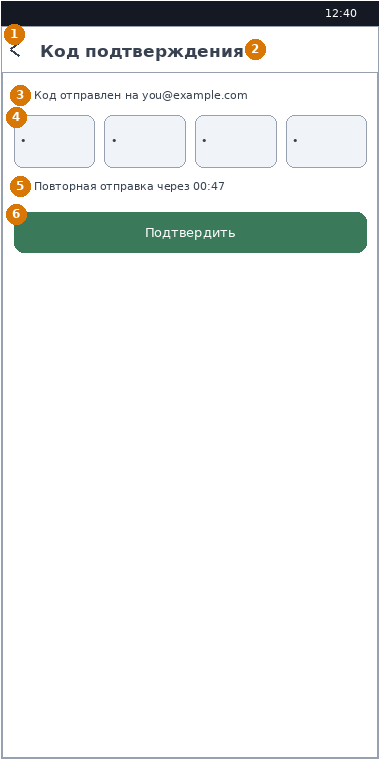 12:40
1
< Код подтверждения 2
3 Код отправлен на you@example.com
4
• • • •
5 Повторная отправка через 00:47
6
Подтвердить